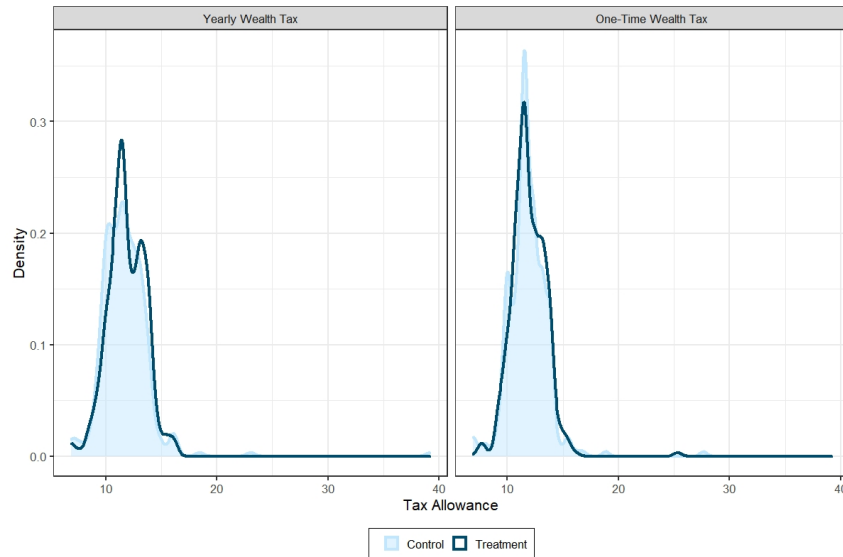 Yearly Wealth Tax
One-Time Wealth Tax
Density
0.3
0.2
0.1
0.0
10
20
30
40
10
20
30
40
Tax Allowance
Control
Treatment